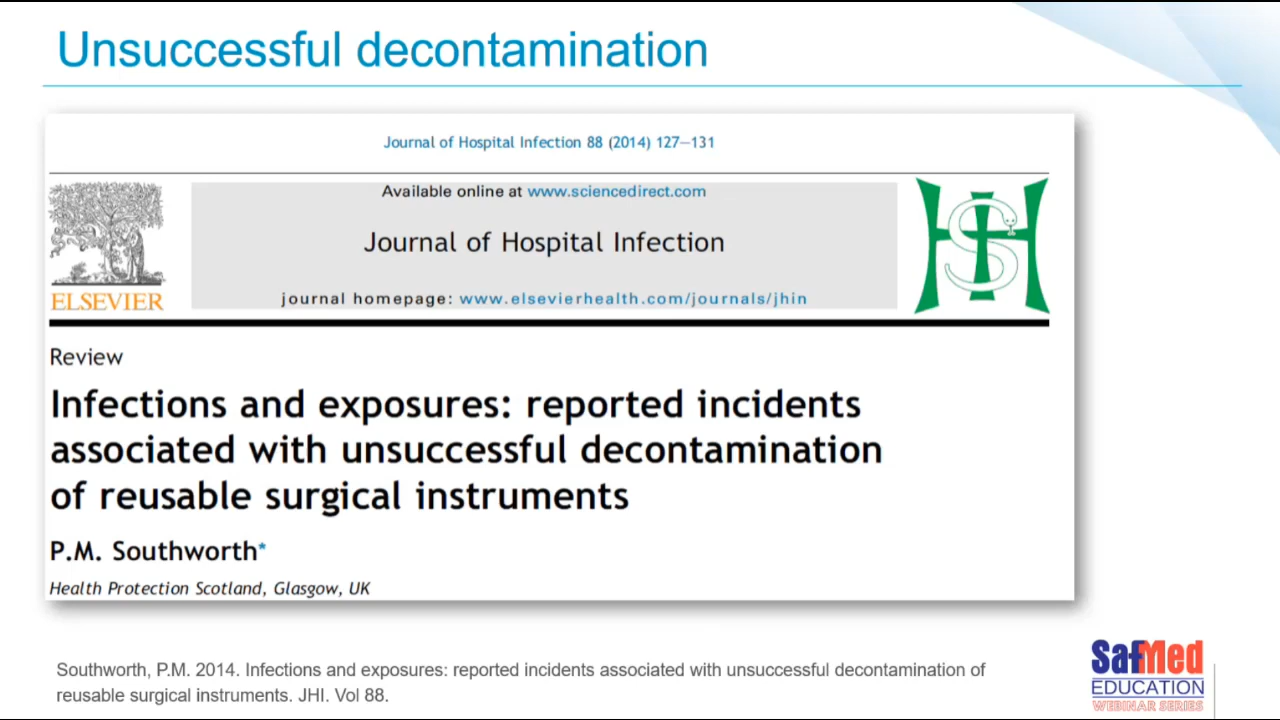 Unsuccessful decontamination
Journal of Hospital Infection 88 (2014) 127–131
Available online at www.sciencedirect.com
Journal of Hospital Infection
journal homepage: www.elsevierhealth.com/journals/jhin
ELSEVIER
HIS
Review
Infections and exposures: reported incidents
associated with unsuccessful decontamination
of reusable surgical instruments
P.M. Southworth*
Health Protection Scotland, Glasgow, UK
Southworth, P.M. 2014. Infections and exposures: reported incidents associated with unsuccessful decontamination of
reusable surgical instruments. JHI. Vol 88.
SafMed
EDUCATION
WEBINAR SERIES